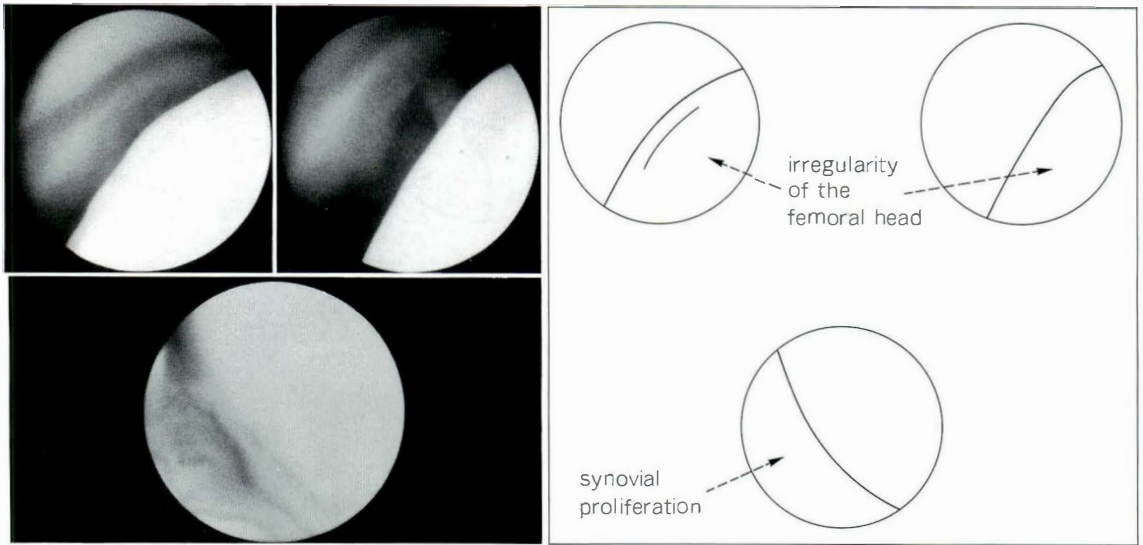 irregularity
of the
femoral head
synovial
proliferation